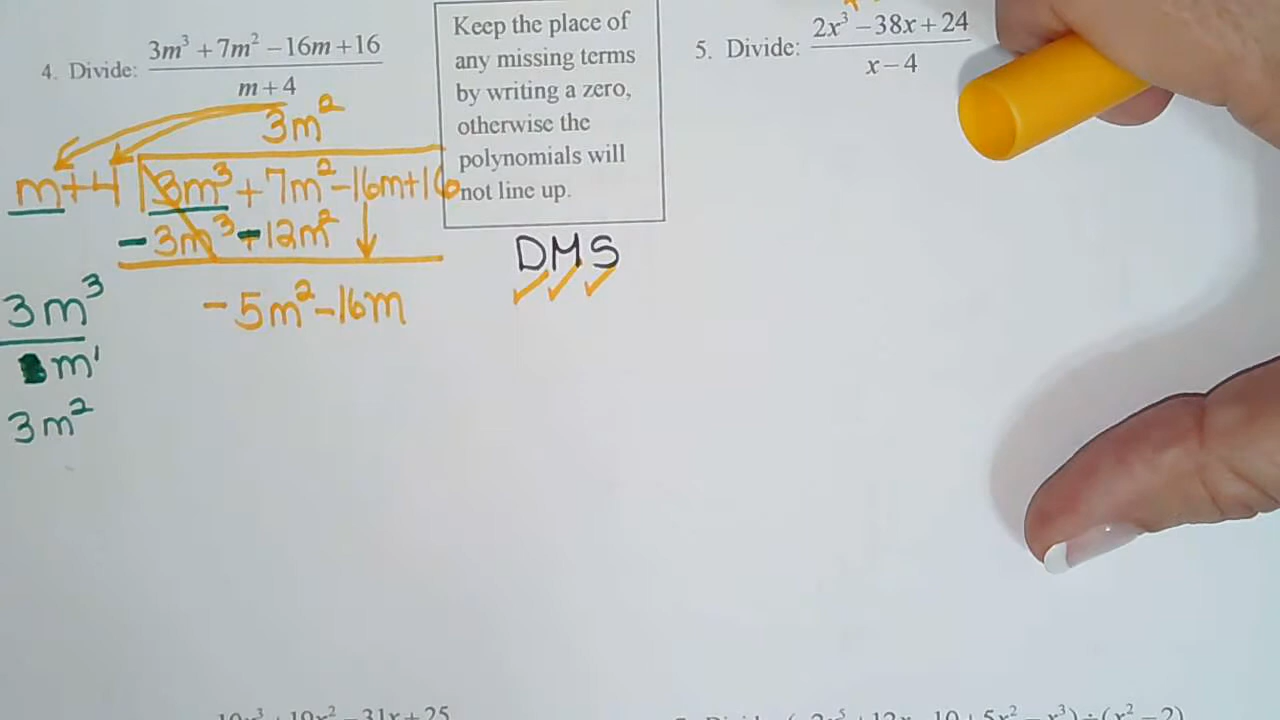 4. Divide: 3m³ + 7m² − 16m + 16
m + 4
3m²
m+4 3m³ + 7m² - 16m + 16
- 3m³ - 12m²
- 5m² - 16m
3m³
m¹
3m²
Keep the place of
any missing terms
by writing a zero,
otherwise the
polynomials will
not line up.
DMS
5. Divide: 2x³ − 38x + 24
x − 4